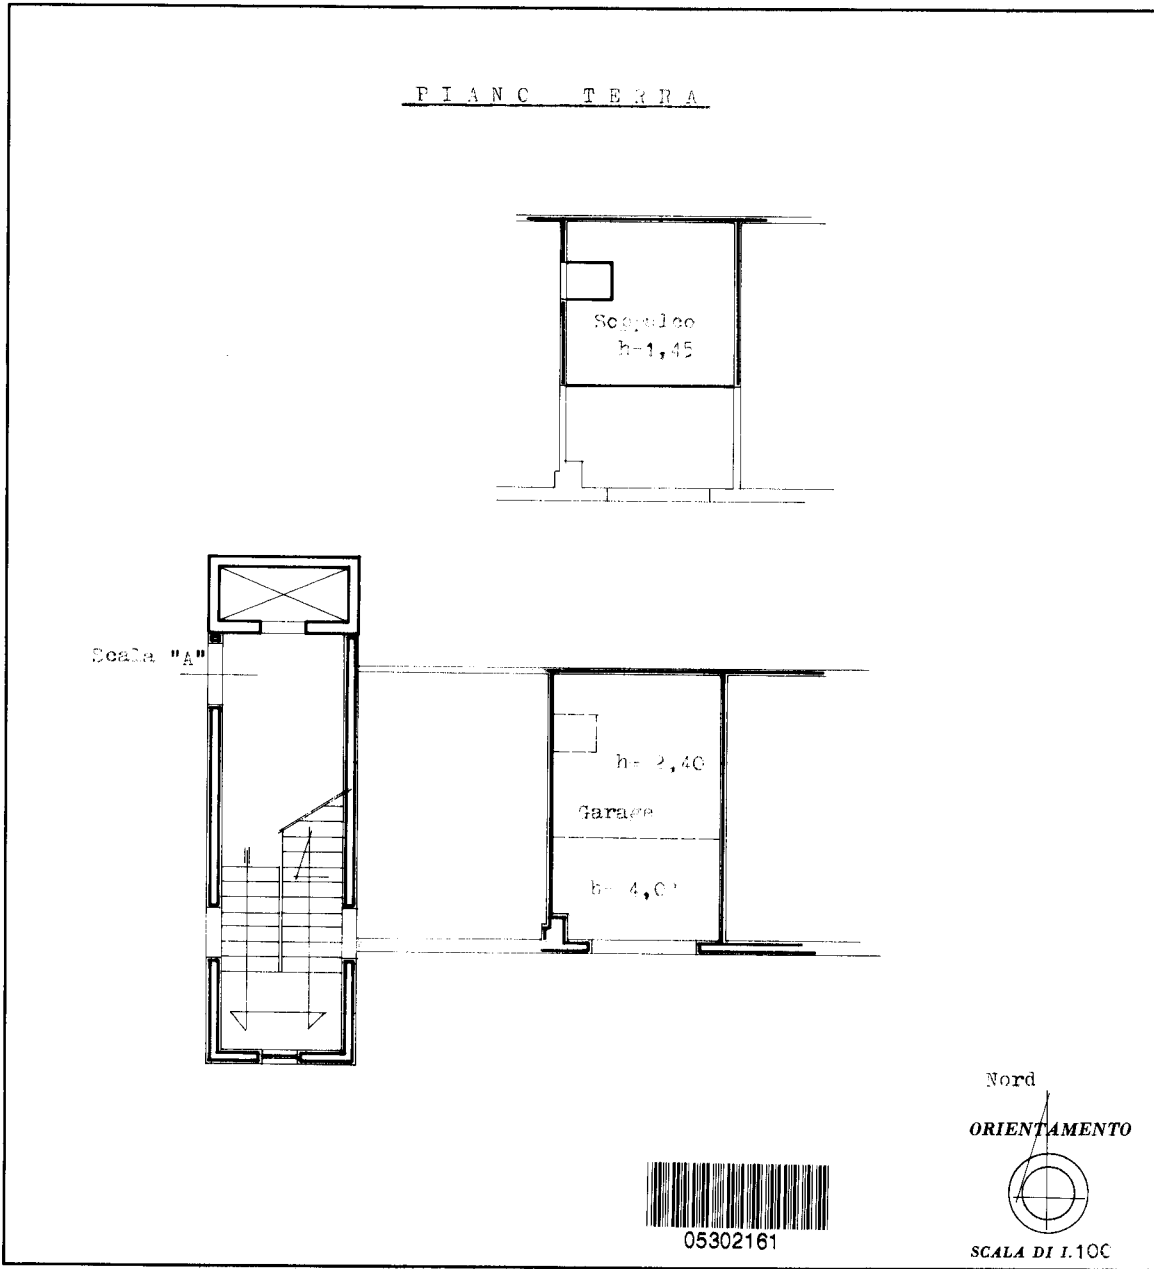 PIANO TERRA
Soppalco
h=1,45
Scala "A"
h= 2,40
Garage
h= 4,0
Nord
ORIENTAMENTO
05302161
SCALA DI 1.100